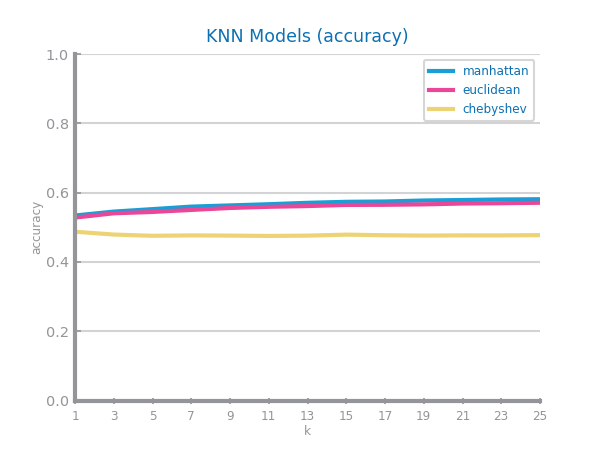 KNN Models (accuracy)
1.0
0.8
0.6
0.4
0.2
0.0
accuracy
manhattan
euclidean
chebyshev
1 3 5 7 9 11 13 15 17 19 21 23 25
k